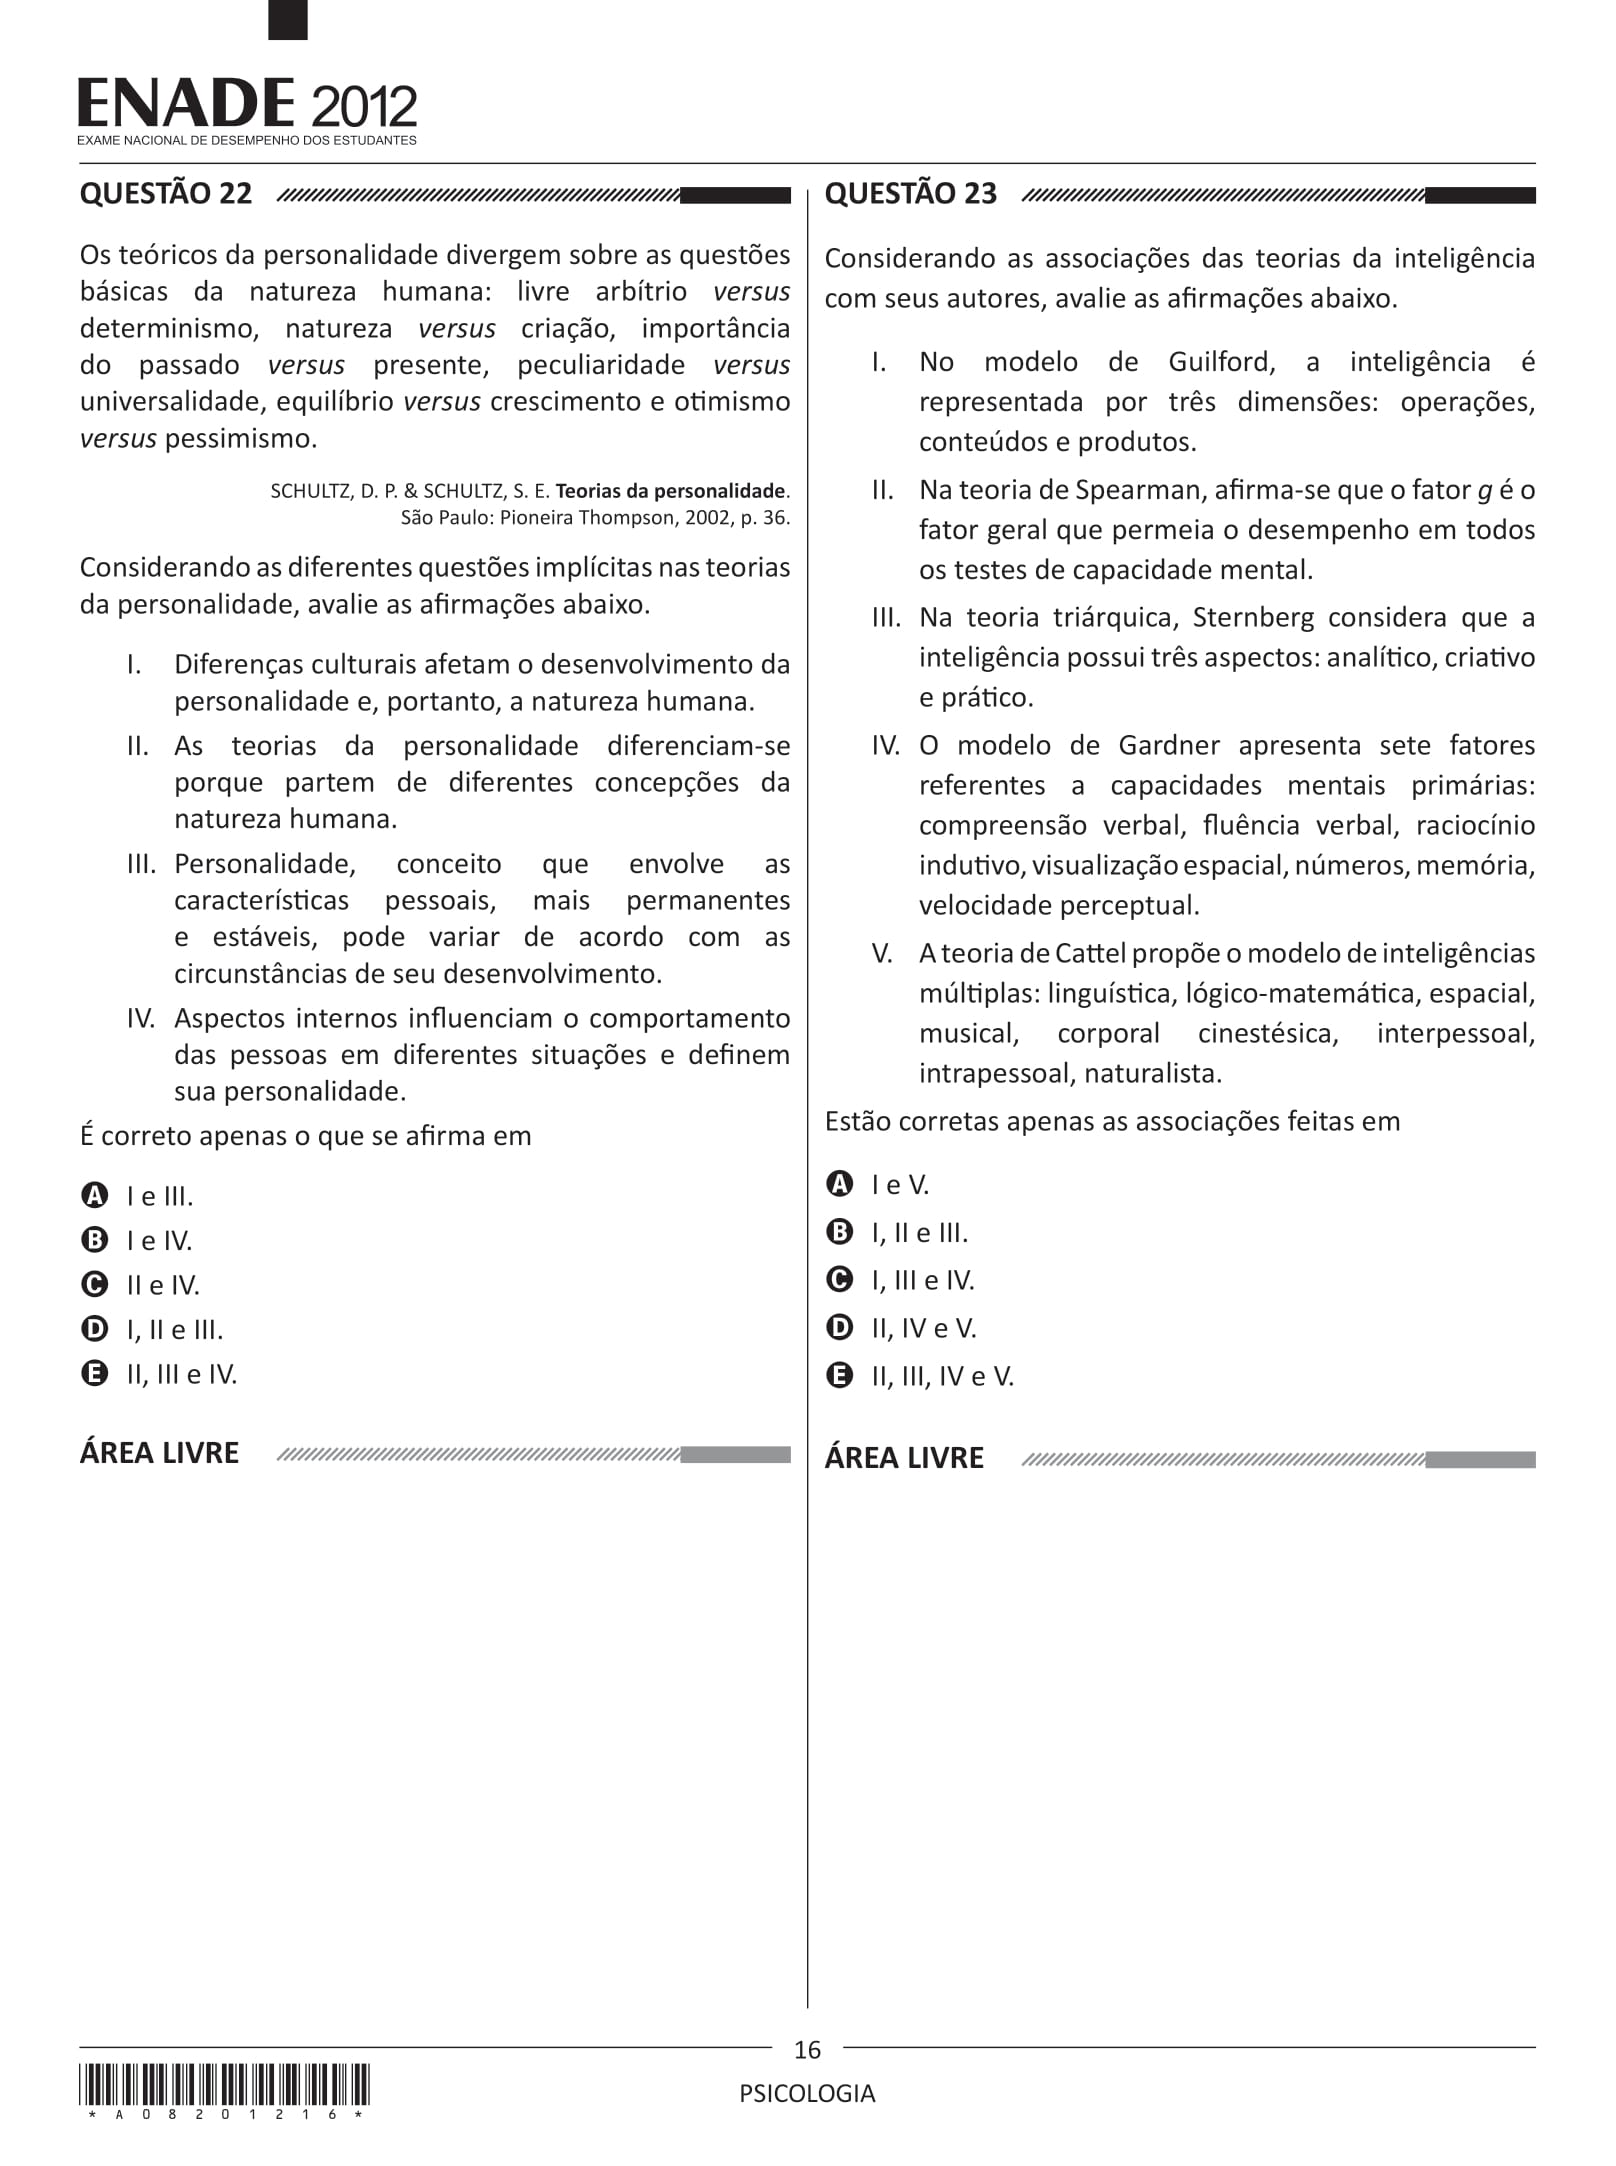 ENADE 2012
EXAME NACIONAL DE DESEMPENHO DOS ESTUDANTES
QUESTÃO 22
Os teóricos da personalidade divergem sobre as questões
básicas da natureza humana: livre arbítrio versus
determinismo, natureza versus criação, importância
do passado versus presente, peculiaridade versus
universalidade, equilíbrio versus crescimento e otimismo
versus pessimismo.
SCHULTZ, D. P. & SCHULTZ, S. E. Teorias da personalidade.
São Paulo: Pioneira Thompson, 2002, p. 36.
Considerando as diferentes questões implícitas nas teorias
da personalidade, avalie as afirmações abaixo.
I. Diferenças culturais afetam o desenvolvimento da
personalidade e, portanto, a natureza humana.
II. As teorias da personalidade diferenciam-se
porque partem de diferentes concepções da
natureza humana.
III. Personalidade, conceito que envolve as
características pessoais, mais permanentes
e estáveis, pode variar de acordo com as
circunstâncias de seu desenvolvimento.
IV. Aspectos internos influenciam o comportamento
das pessoas em diferentes situações e definem
sua personalidade.
É correto apenas o que se afirma em
A I e III.
B I e IV.
C II e IV.
D I, II e III.
E II, III e IV.
ÁREA LIVRE
QUESTÃO 23
Considerando as associações das teorias da inteligência
com seus autores, avalie as afirmações abaixo.
I. No modelo de Guilford, a inteligência é
representada por três dimensões: operações,
conteúdos e produtos.
II. Na teoria de Spearman, afirma-se que o fator g é o
fator geral que permeia o desempenho em todos
os testes de capacidade mental.
III. Na teoria triárquica, Sternberg considera que a
inteligência possui três aspectos: analítico, criativo
e prático.
IV. O modelo de Gardner apresenta sete fatores
referentes a capacidades mentais primárias:
compreensão verbal, fluência verbal, raciocínio
indutivo, visualização espacial, números, memória,
velocidade perceptual.
V. A teoria de Cattel propõe o modelo de inteligências
múltiplas: linguística, lógico-matemática, espacial,
musical, corporal cinestésica, interpessoal,
intrapessoal, naturalista.
Estão corretas apenas as associações feitas em
A I e V.
B I, II e III.
C I, III e IV.
D II, IV e V.
E II, III, IV e V.
ÁREA LIVRE
16
PSICOLOGIA
* A 0 8 2 0 1 2 1 6 *